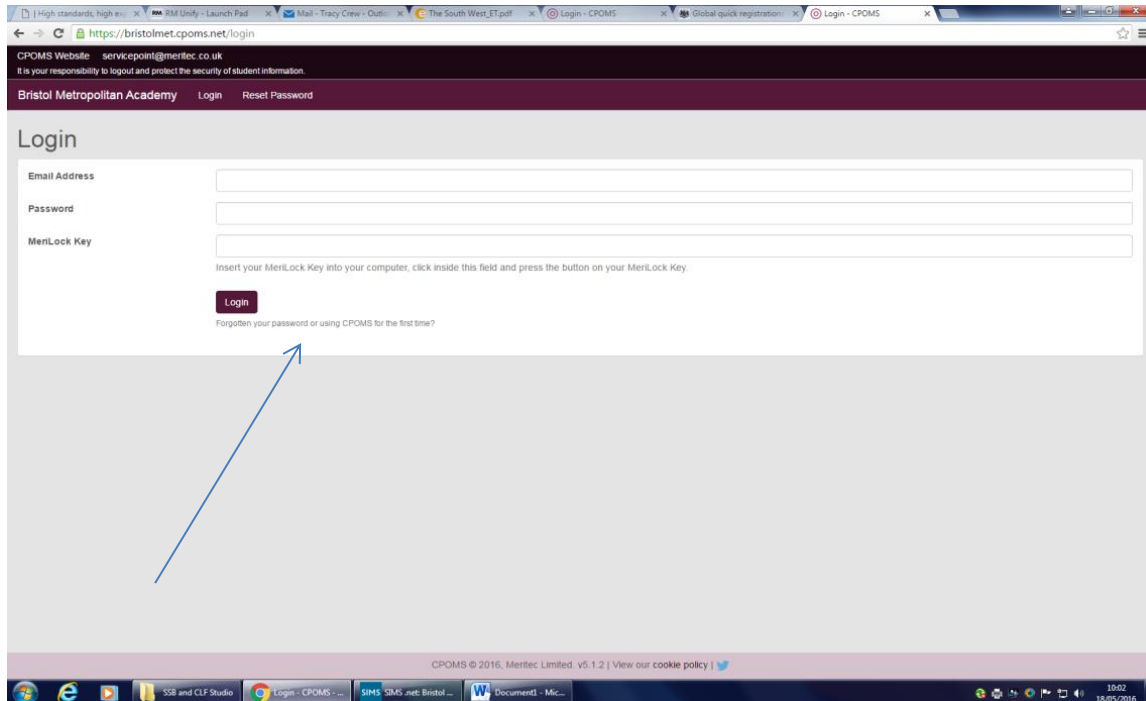 | High standards, high ex
RM RM Unify - Launch Pad
Mail - Tracy Crew - Outlo
The South West_ET.pdf
Login - CPOMS
Global quick registration:
Login - CPOMS
https://bristolmet.cpoms.net/login
CPOMS Website servicepoint@meritec.co.uk
It is your responsibility to logout and protect the security of student information.
Bristol Metropolitan Academy Login Reset Password
Login
Email Address
Password
MeriLock Key
Insert your MeriLock Key into your computer, click inside this field and press the button on your MeriLock Key.
Login
Forgotten your password or using CPOMS for the first time?
CPOMS © 2016, Meritec Limited. v5.1.2 | View our cookie policy |
SSB and CLF Studio
Login - CPOMS - ...
SIMS SIMS .net: Bristol ...
Document1 - Mic...
10:02
18/05/2016